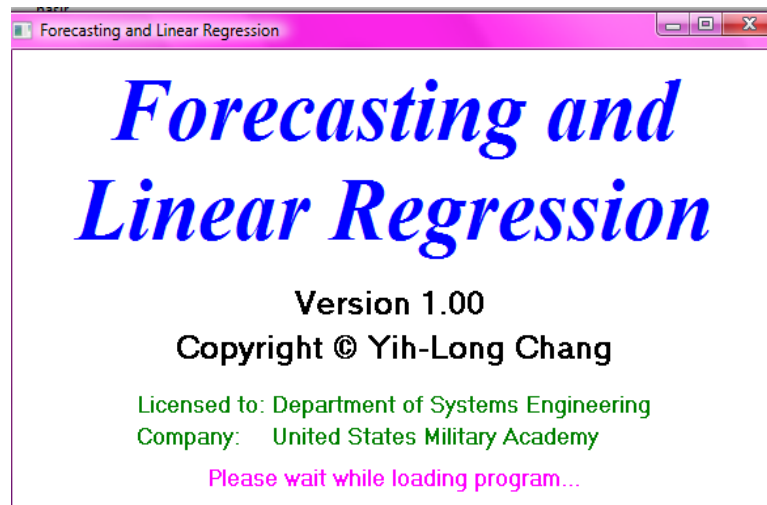 Forecasting and Linear Regression
Forecasting and
Linear Regression
Version 1.00
Copyright © Yih-Long Chang
Licensed to: Department of Systems Engineering
Company: United States Military Academy
Please wait while loading program...